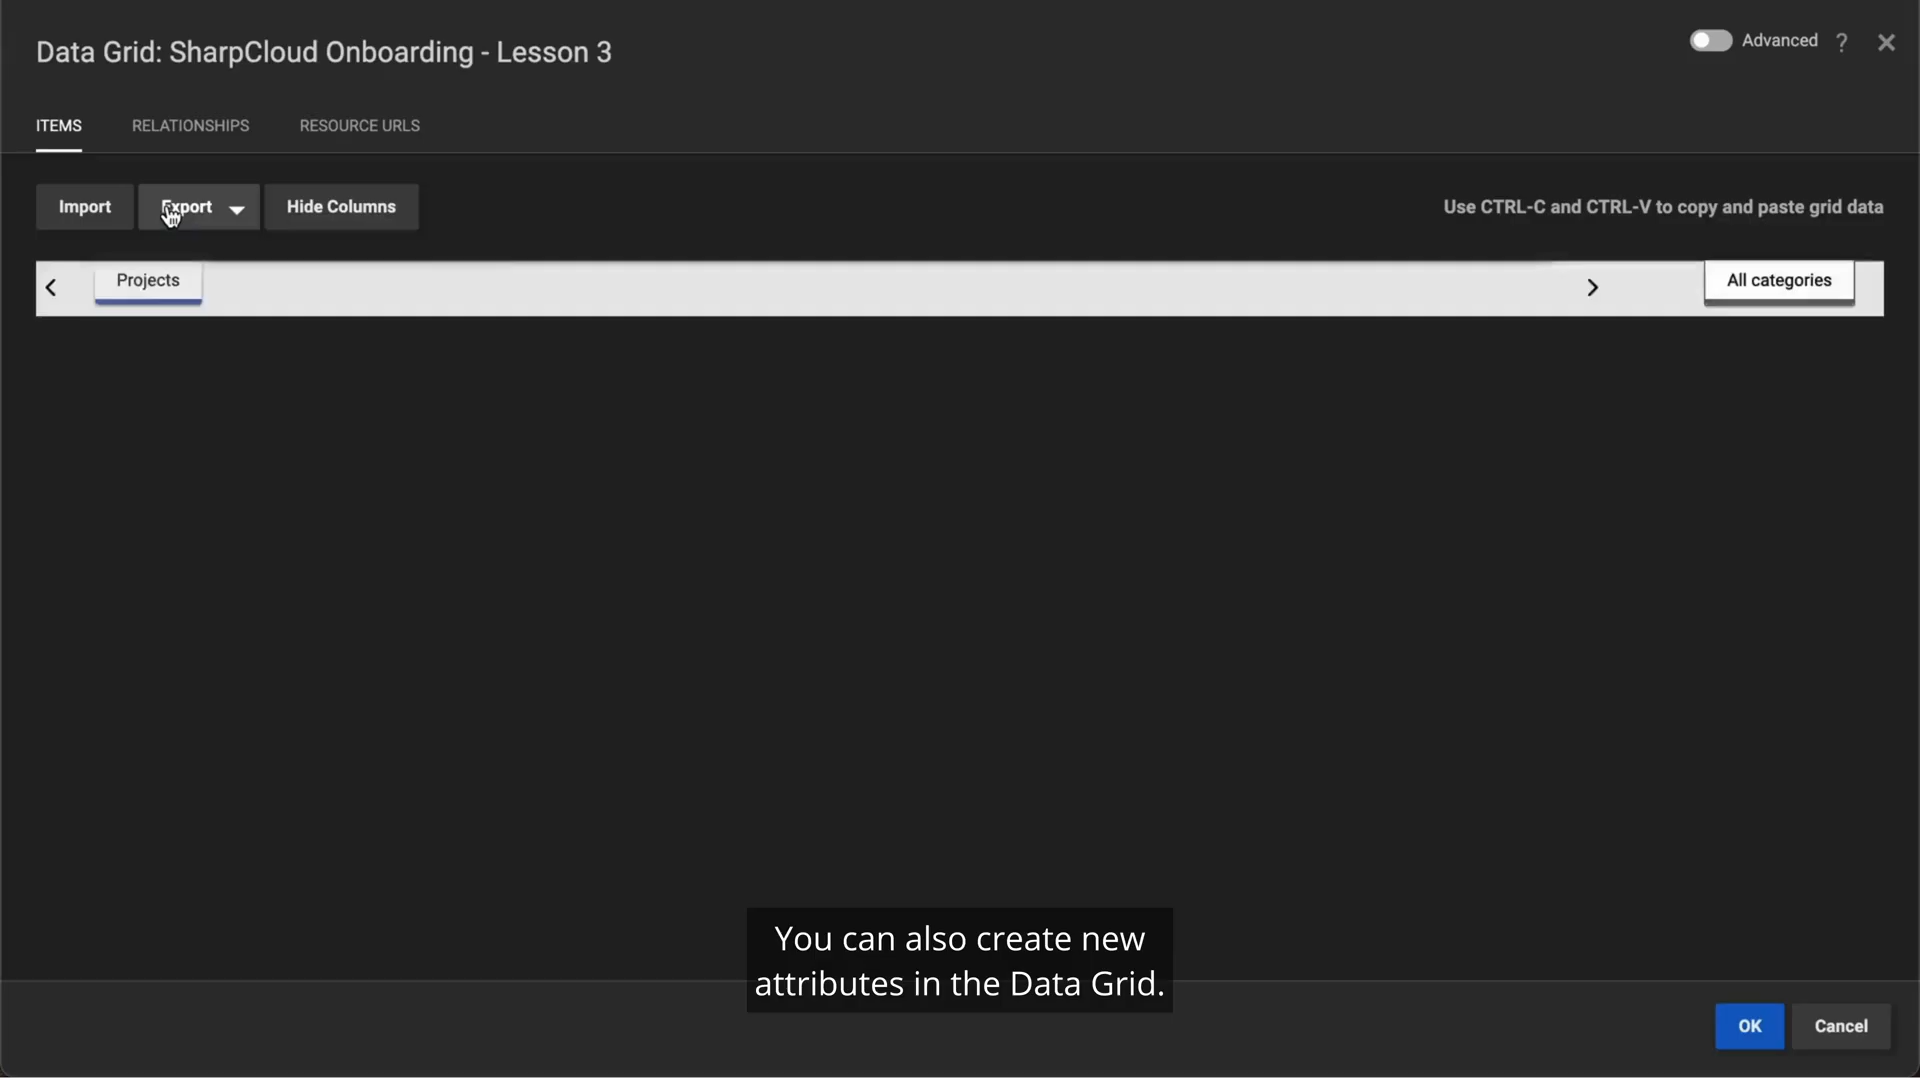 Data Grid: SharpCloud Onboarding - Lesson 3
Advanced ?
ITEMS RELATIONSHIPS RESOURCE URLS
Import Export Hide Columns Use CTRL-C and CTRL-V to copy and paste grid data
Projects All categories
You can also create new
attributes in the Data Grid.
OK Cancel